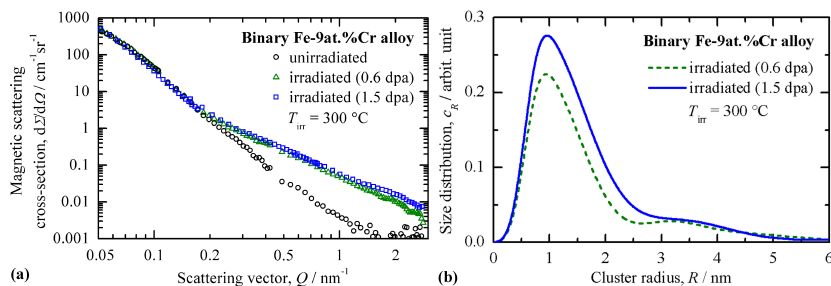 1000
100
10
1
0.1
0.01
0.001
Magnetic scattering
cross-section, dΣ/dΩ / cm⁻¹sr⁻¹
Binary Fe-9at.%Cr alloy
unirradiated
irradiated (0.6 dpa)
irradiated (1.5 dpa)
T_irr = 300 °C
0.05 0.1 0.2 0.5 1 2
(a)
Scattering vector, Q / nm⁻¹
0.3
0.2
0.1
0.0
Size distribution, c_R / arbit. unit
Binary Fe-9at.%Cr alloy
irradiated (0.6 dpa)
irradiated (1.5 dpa)
T_irr = 300 °C
0 1 2 3 4 5 6
(b)
Cluster radius, R / nm